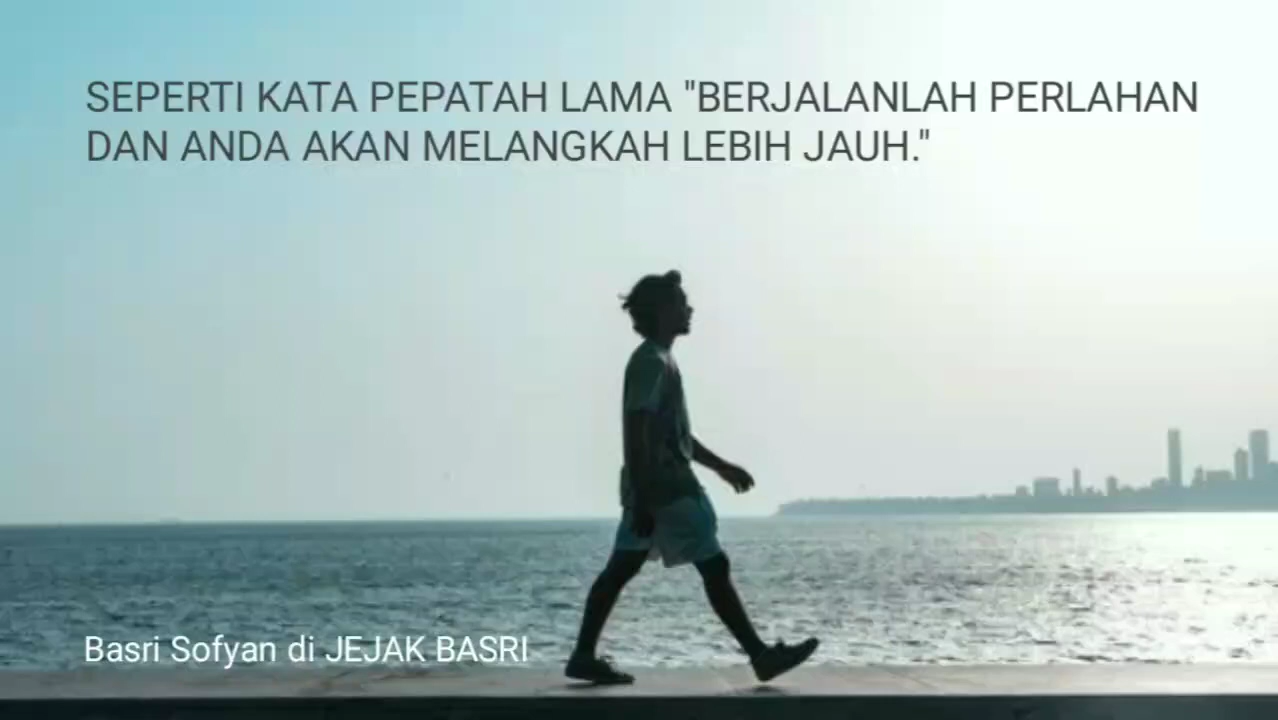 SEPERTI KATA PEPATAH LAMA "BERJALANLAH PERLAHAN
DAN ANDA AKAN MELANGKAH LEBIH JAUH."
Basri Sofyan di JEJAK BASRI